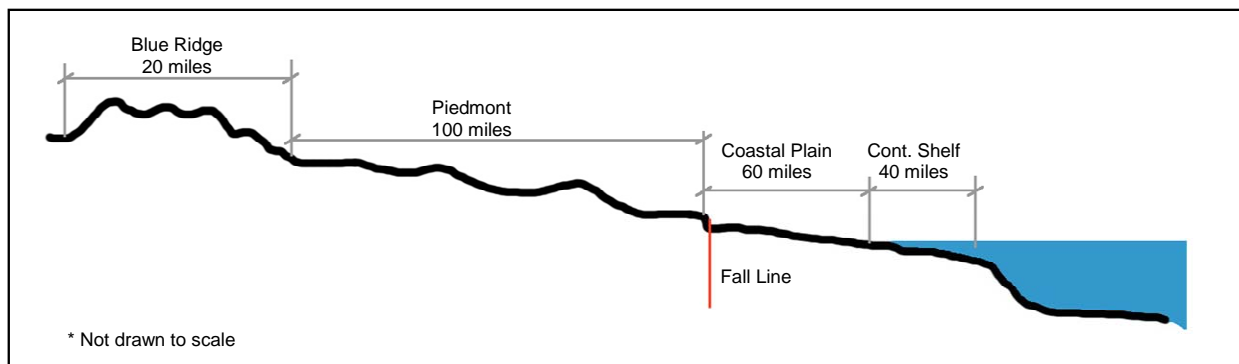 Blue Ridge
20 miles
Piedmont
100 miles
Coastal Plain
60 miles
Cont. Shelf
40 miles
Fall Line
* Not drawn to scale